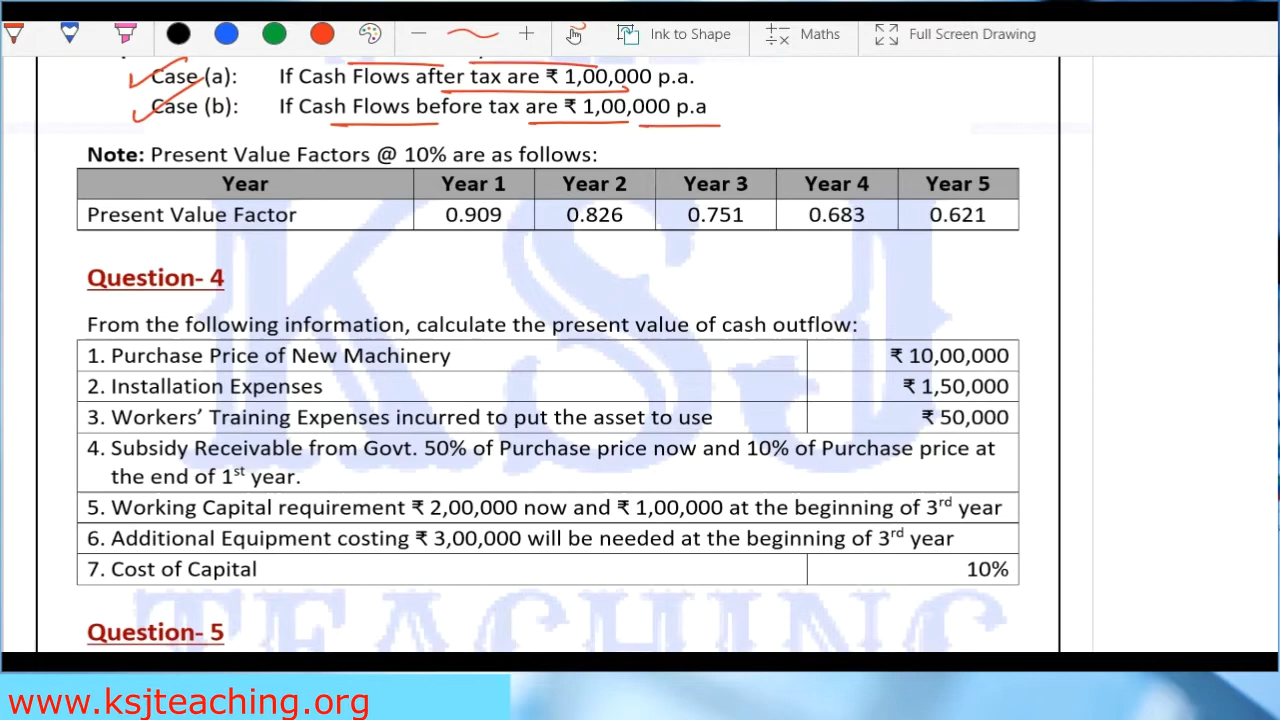 Ink to Shape Maths Full Screen Drawing
Case (a): If Cash Flows after tax are ₹ 1,00,000 p.a.
Case (b): If Cash Flows before tax are ₹ 1,00,000 p.a
Note: Present Value Factors @ 10% are as follows:
Year Year 1 Year 2 Year 3 Year 4 Year 5
Present Value Factor 0.909 0.826 0.751 0.683 0.621
Question- 4
From the following information, calculate the present value of cash outflow:
1. Purchase Price of New Machinery ₹ 10,00,000
2. Installation Expenses ₹ 1,50,000
3. Workers’ Training Expenses incurred to put the asset to use ₹ 50,000
4. Subsidy Receivable from Govt. 50% of Purchase price now and 10% of Purchase price at
the end of 1st year.
5. Working Capital requirement ₹ 2,00,000 now and ₹ 1,00,000 at the beginning of 3rd year
6. Additional Equipment costing ₹ 3,00,000 will be needed at the beginning of 3rd year
7. Cost of Capital 10%
KSJ
TEACHING
Question- 5
www.ksjteaching.org